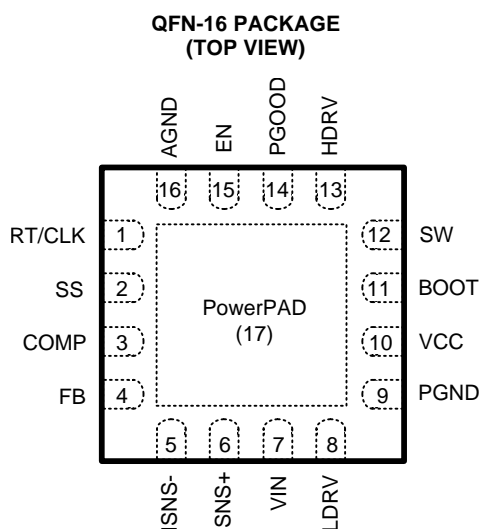 QFN-16 PACKAGE
(TOP VIEW)
AGND
EN
PGOOD
HDRV
16
15
14
13
RT/CLK 1
12 SW
SS 2
11 BOOT
PowerPAD
(17)
COMP 3
10 VCC
FB 4
9 PGND
5
6
7
8
ISNS-
SNS+
VIN
LDRV